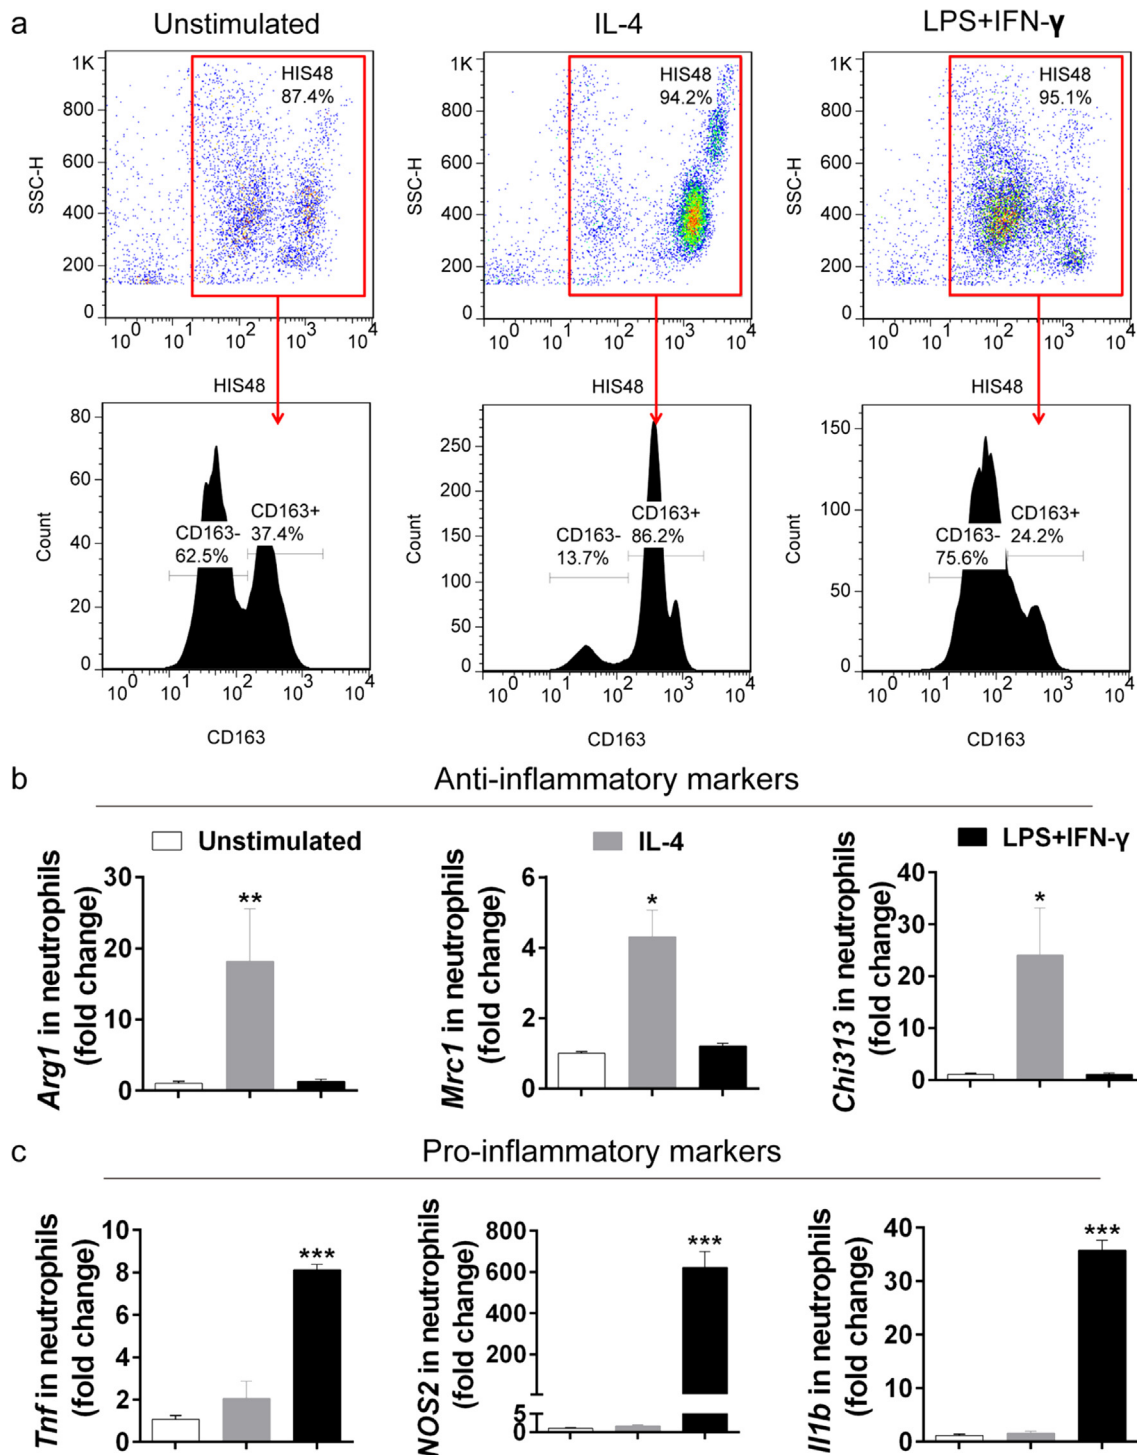 a
Unstimulated
IL-4
LPS+IFN-γ
1K
800
600
400
200
0
SSC-H
HIS48
87.4%
10⁰ 10¹ 10² 10³ 10⁴
HIS48
1K
800
600
400
200
0
SSC-H
HIS48
94.2%
10⁰ 10¹ 10² 10³ 10⁴
HIS48
1K
800
600
400
200
0
SSC-H
HIS48
95.1%
10⁰ 10¹ 10² 10³ 10⁴
HIS48
80
60
40
20
0
Count
CD163-
62.5%
CD163+
37.4%
10⁰ 10¹ 10² 10³ 10⁴
CD163
250
200
150
100
50
0
Count
CD163-
13.7%
CD163+
86.2%
10⁰ 10¹ 10² 10³ 10⁴
CD163
150
100
50
0
Count
CD163-
75.6%
CD163+
24.2%
10⁰ 10¹ 10² 10³ 10⁴
CD163
b
Anti-inflammatory markers
Unstimulated
IL-4
LPS+IFN-γ
Arg1 in neutrophils
(fold change)
30
20
10
0
**
Mrc1 in neutrophils
(fold change)
6
4
2
0
*
Chi313 in neutrophils
(fold change)
40
30
20
10
0
*
c
Pro-inflammatory markers
Tnf in neutrophils
(fold change)
10
8
6
4
2
0
***
NOS2 in neutrophils
(fold change)
800
600
400
200
5
0
***
Il1b in neutrophils
(fold change)
40
30
20
10
0
***